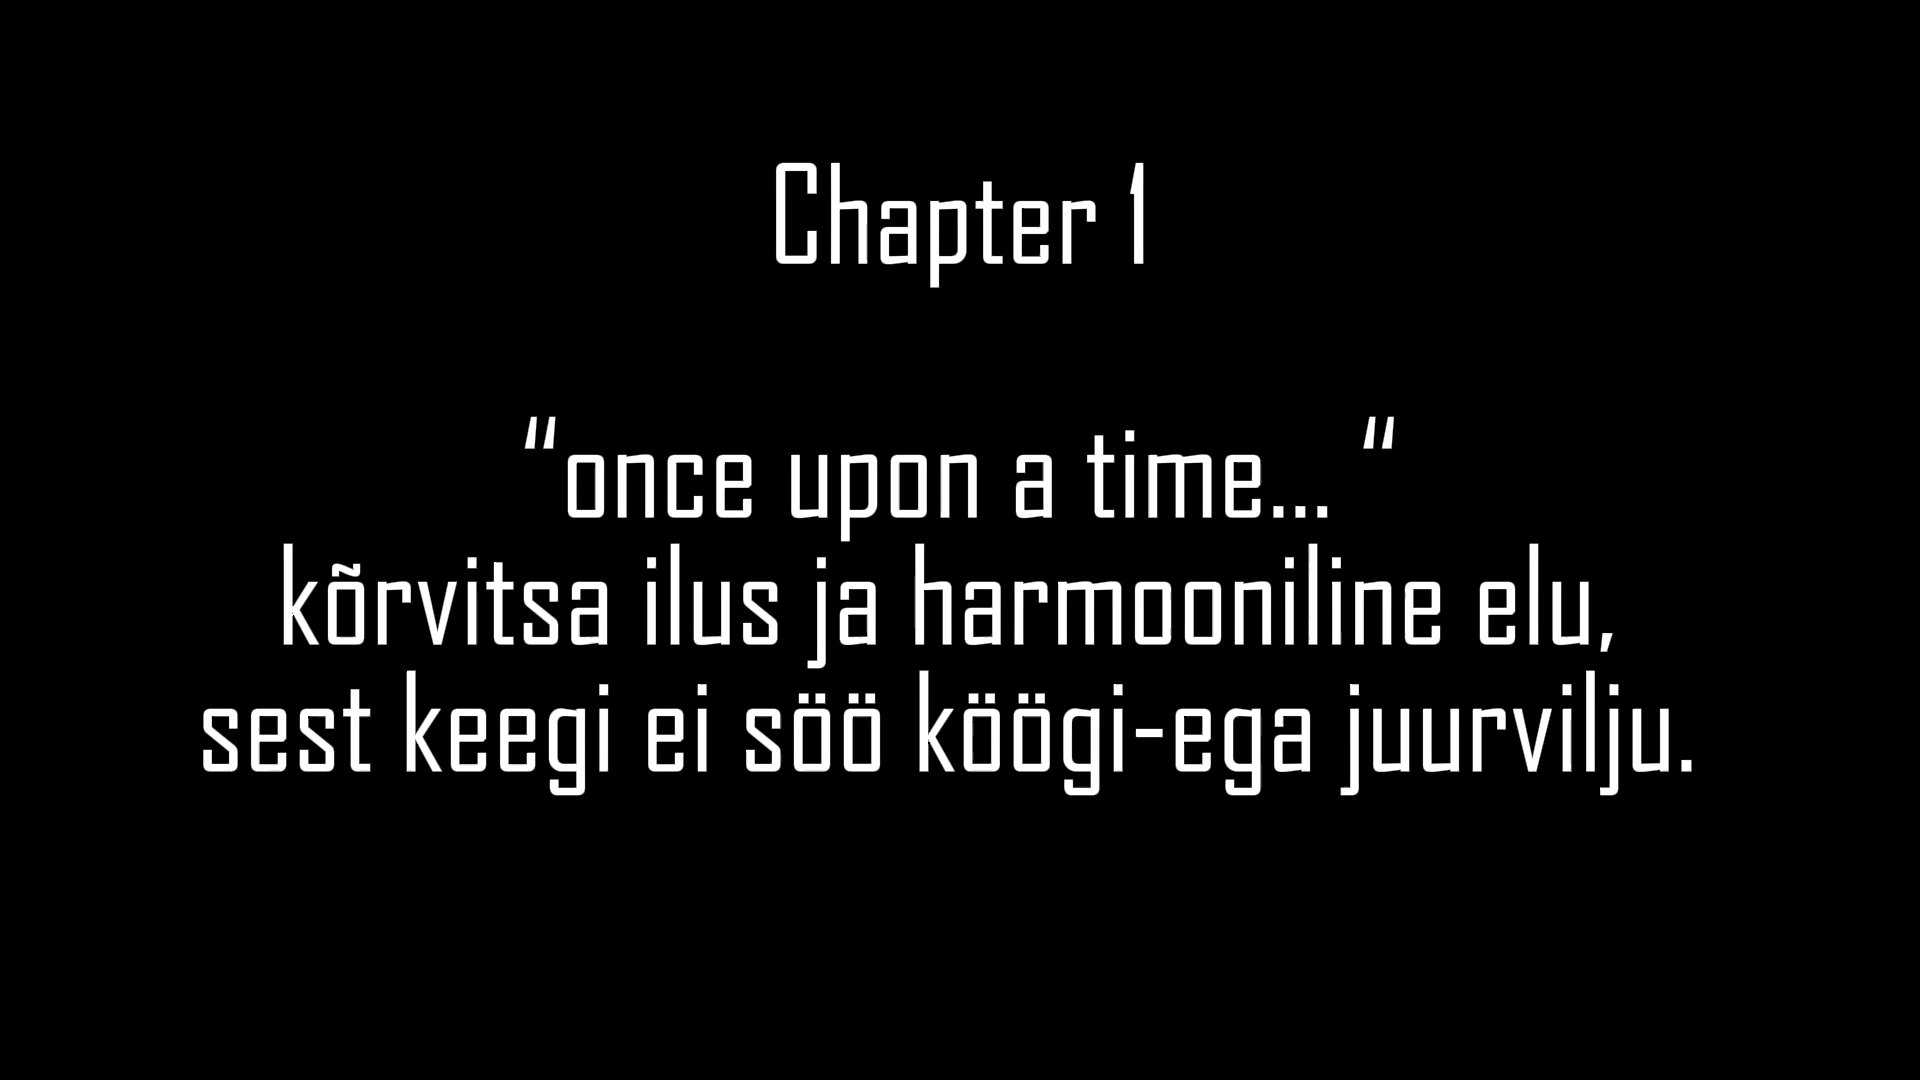 Chapter 1
“once upon a time... “
kõrvitsa ilus ja harmooniline elu,
sest keegi ei söö köögi-ega juurvilju.